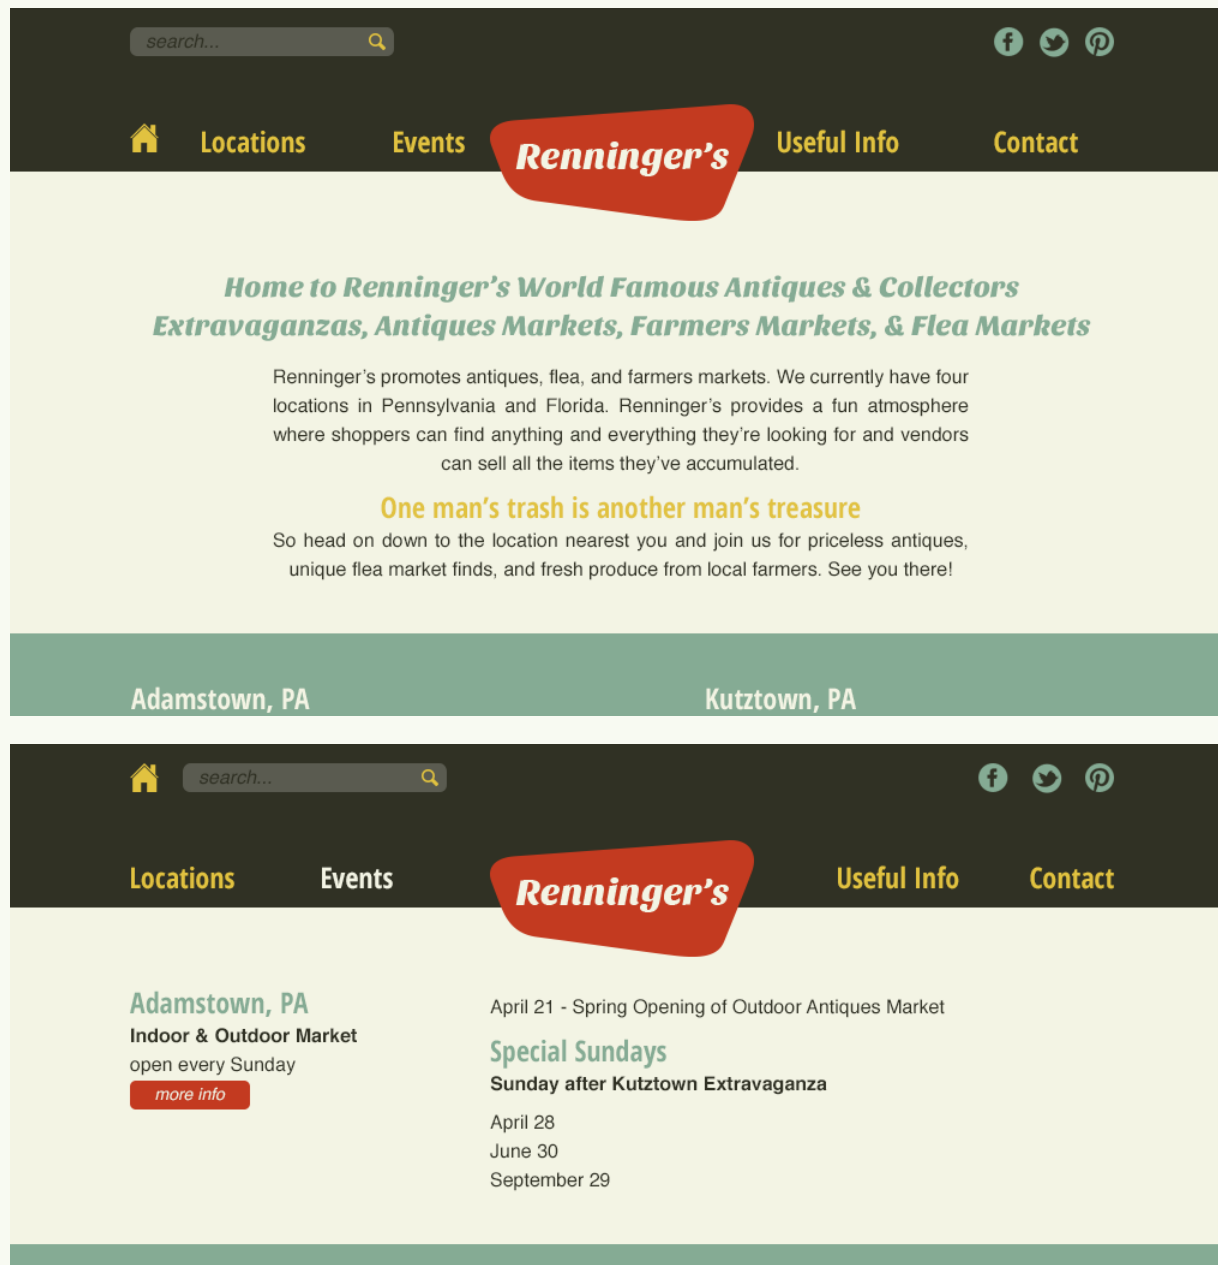 search...
Locations
Events
Renninger’s
Useful Info
Contact
Home to Renninger’s World Famous Antiques & Collectors
Extravaganzas, Antiques Markets, Farmers Markets, & Flea Markets
Renninger’s promotes antiques, flea, and farmers markets. We currently have four
locations in Pennsylvania and Florida. Renninger’s provides a fun atmosphere
where shoppers can find anything and everything they’re looking for and vendors
can sell all the items they’ve accumulated.
One man’s trash is another man’s treasure
So head on down to the location nearest you and join us for priceless antiques,
unique flea market finds, and fresh produce from local farmers. See you there!
Adamstown, PA
Kutztown, PA
search...
Locations
Events
Renninger’s
Useful Info
Contact
Adamstown, PA
Indoor & Outdoor Market
open every Sunday
more info
April 21 - Spring Opening of Outdoor Antiques Market
Special Sundays
Sunday after Kutztown Extravaganza
April 28
June 30
September 29